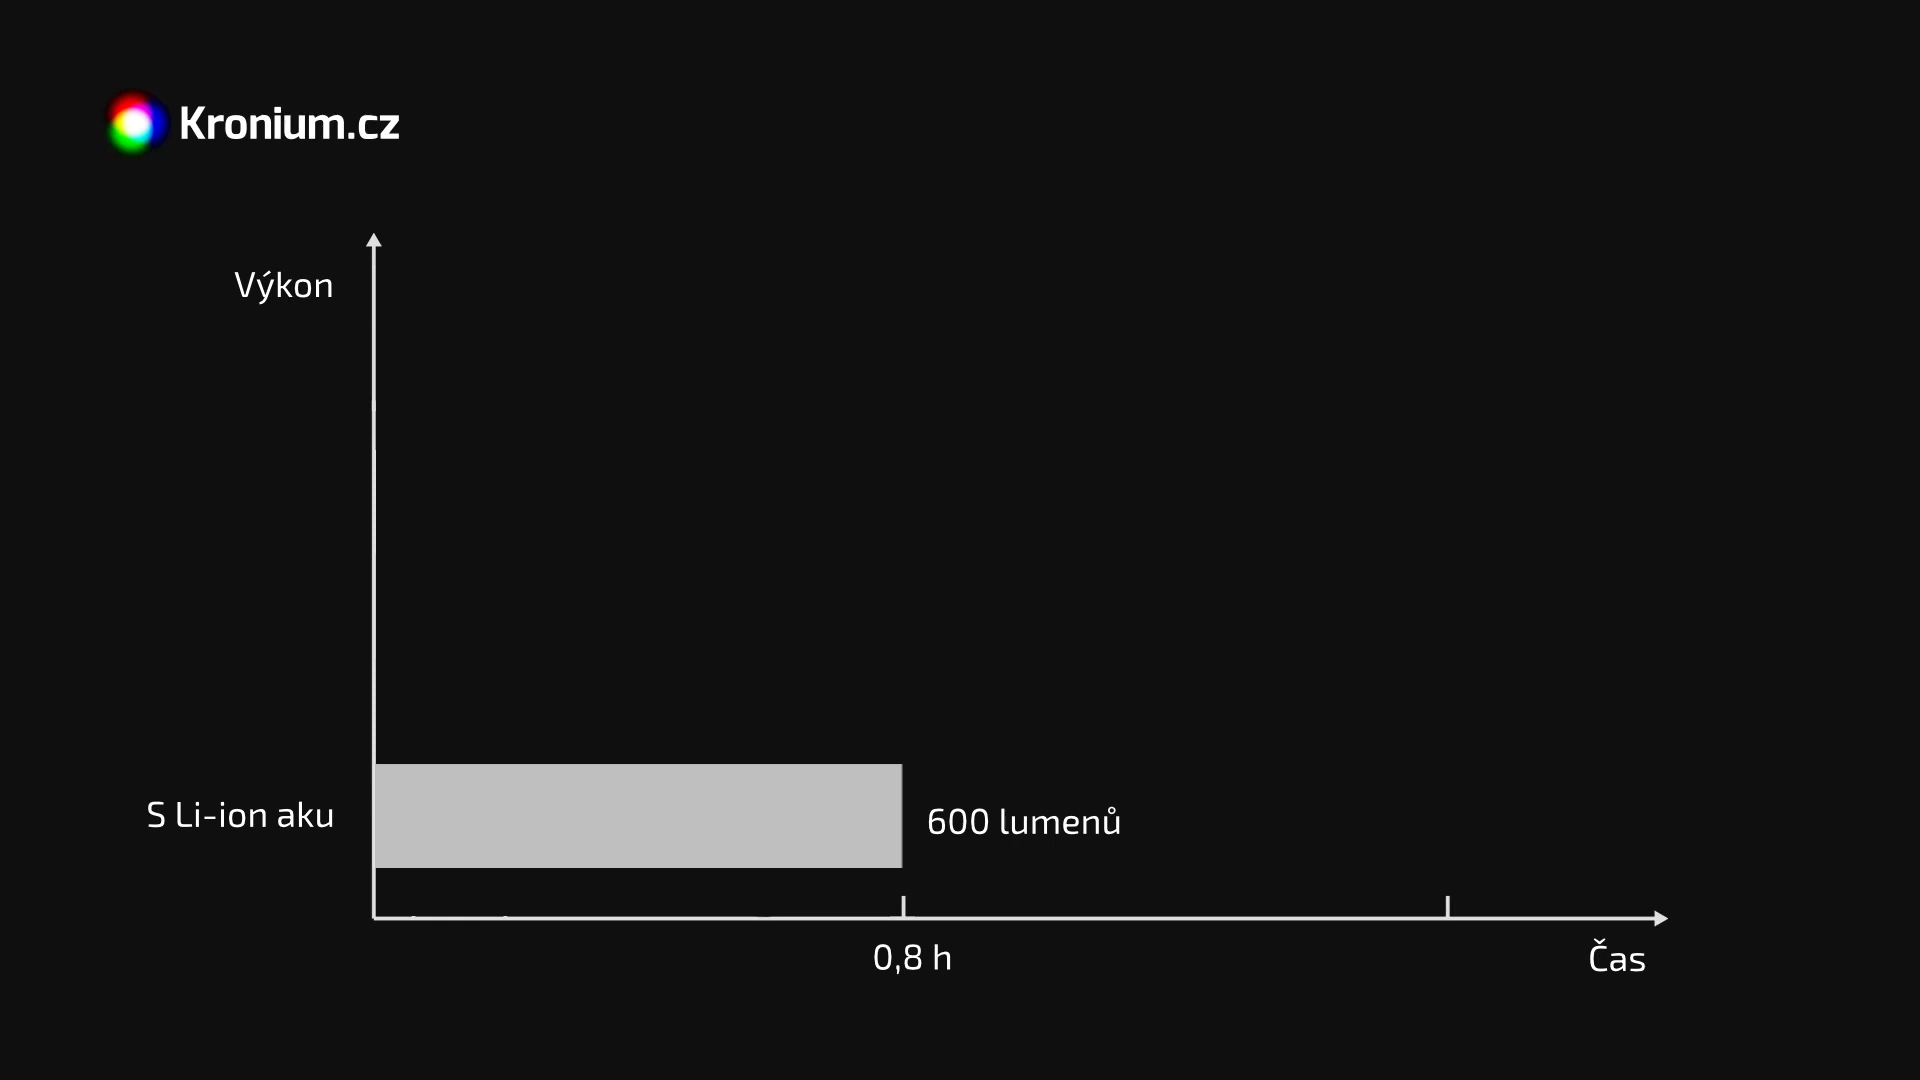 Kronium.cz
Výkon
S Li-ion aku
600 lumenů
0,8 h
Čas